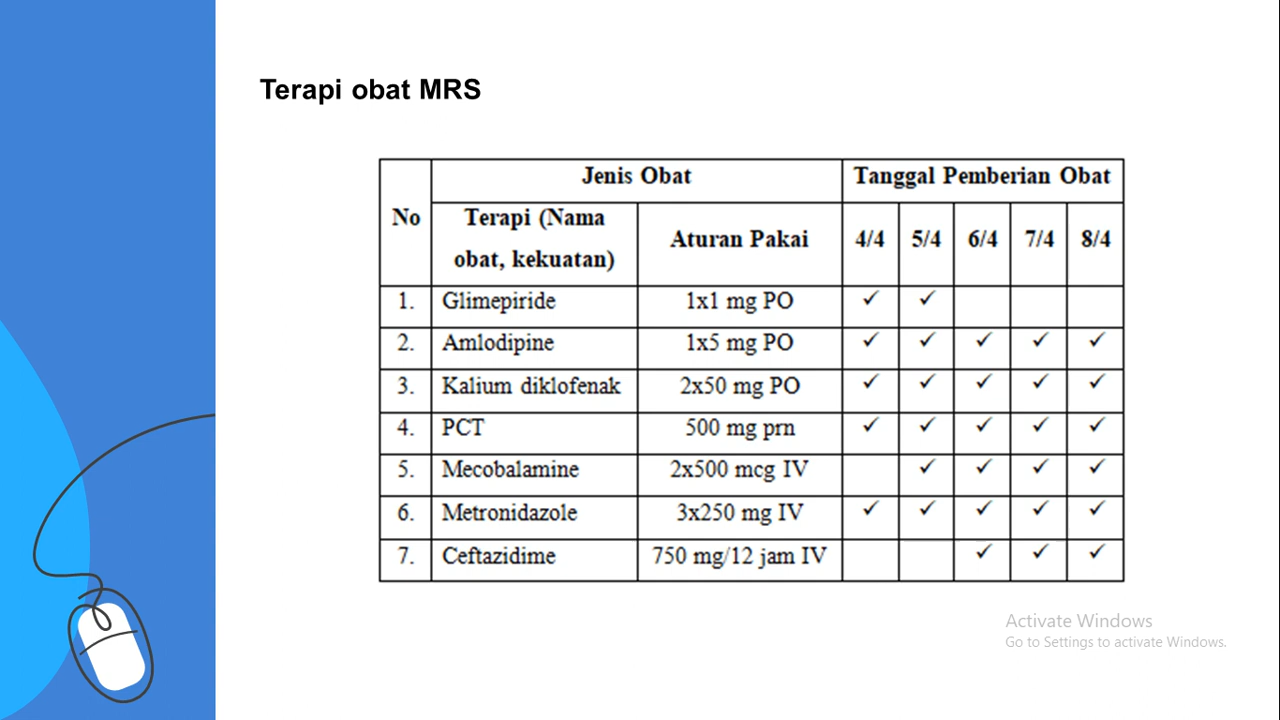 Terapi obat MRS
No Jenis Obat Tanggal Pemberian Obat
Terapi (Nama obat, kekuatan) Aturan Pakai 4/4 5/4 6/4 7/4 8/4
1. Glimepiride 1x1 mg PO ✓ ✓
2. Amlodipine 1x5 mg PO ✓ ✓ ✓ ✓ ✓
3. Kalium diklofenak 2x50 mg PO ✓ ✓ ✓ ✓ ✓
4. PCT 500 mg prn ✓ ✓ ✓ ✓ ✓
5. Mecobalamine 2x500 mcg IV ✓ ✓ ✓ ✓
6. Metronidazole 3x250 mg IV ✓ ✓ ✓ ✓ ✓
7. Ceftazidime 750 mg/12 jam IV ✓ ✓ ✓
Activate Windows
Go to Settings to activate Windows.